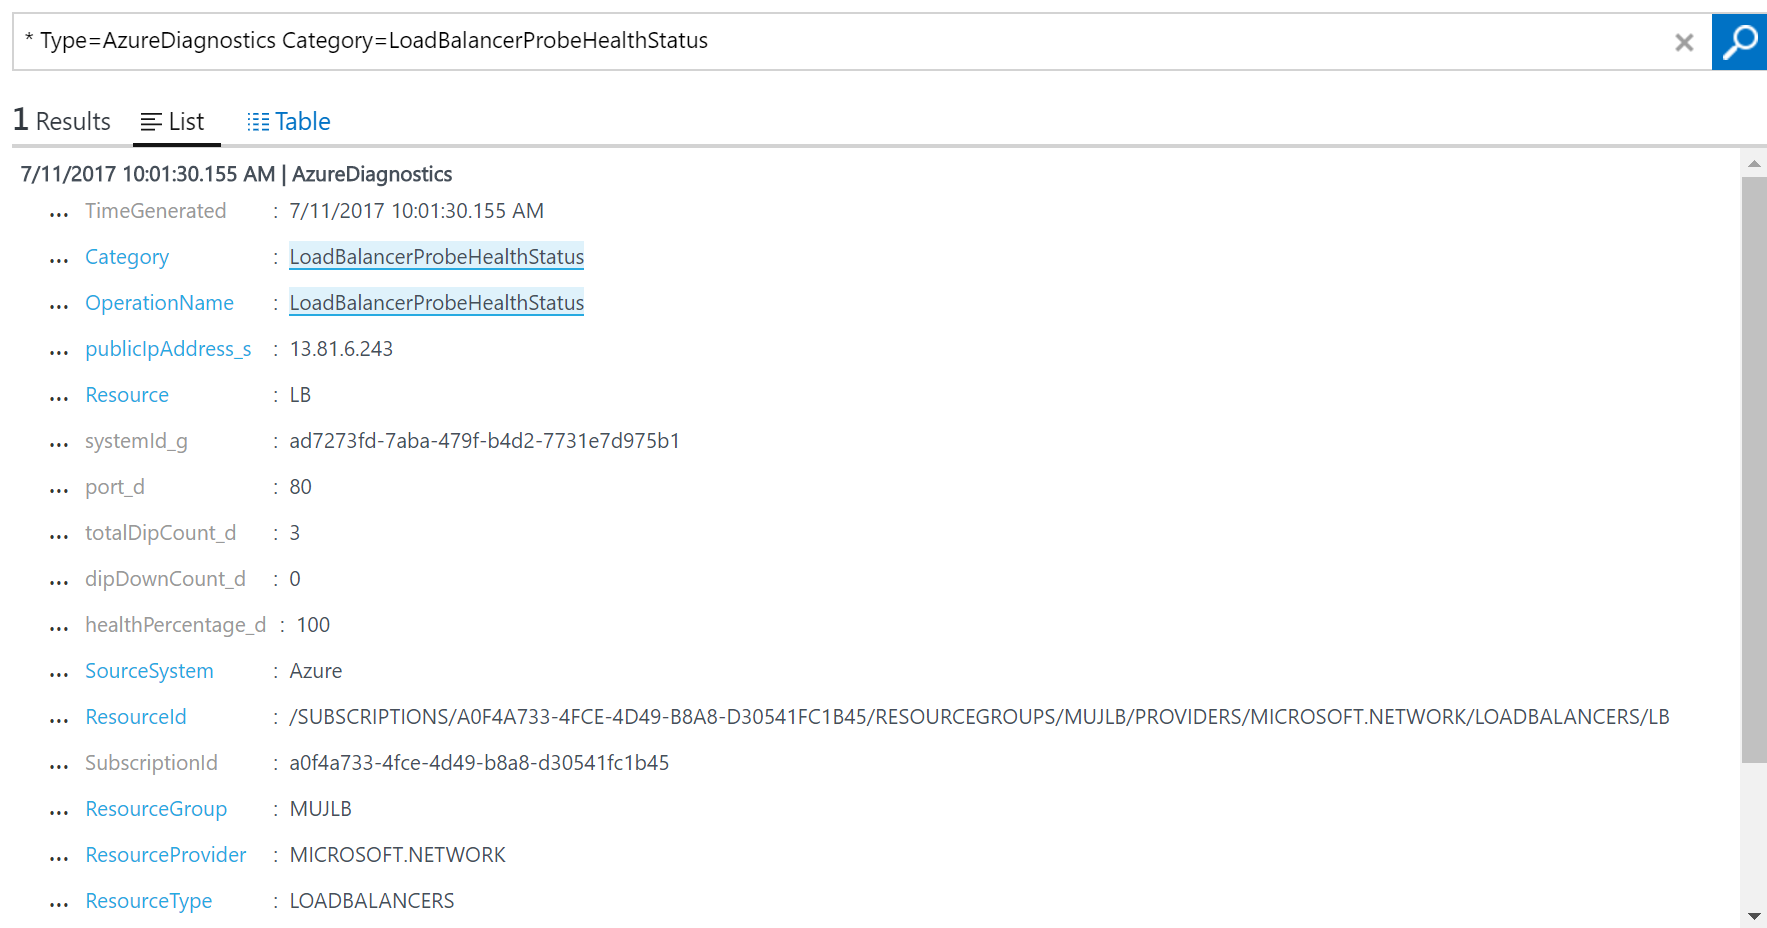 * Type=AzureDiagnostics Category=LoadBalancerProbeHealthStatus
1 Results List Table
7/11/2017 10:01:30.155 AM | AzureDiagnostics
... TimeGenerated : 7/11/2017 10:01:30.155 AM
... Category : LoadBalancerProbeHealthStatus
... OperationName : LoadBalancerProbeHealthStatus
... publicIpAddress_s : 13.81.6.243
... Resource : LB
... systemId_g : ad7273fd-7aba-479f-b4d2-7731e7d975b1
... port_d : 80
... totalDipCount_d : 3
... dipDownCount_d : 0
... healthPercentage_d : 100
... SourceSystem : Azure
... ResourceId : /SUBSCRIPTIONS/A0F4A733-4FCE-4D49-B8A8-D30541FC1B45/RESOURCEGROUPS/MUJLB/PROVIDERS/MICROSOFT.NETWORK/LOADBALANCERS/LB
... SubscriptionId : a0f4a733-4fce-4d49-b8a8-d30541fc1b45
... ResourceGroup : MUJLB
... ResourceProvider : MICROSOFT.NETWORK
... ResourceType : LOADBALANCERS